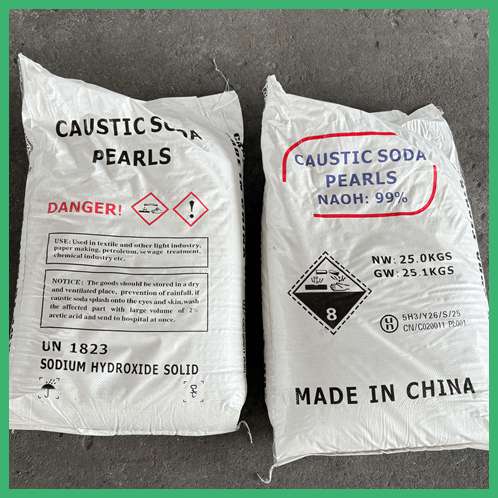 CAUSTIC SODA
PEARLS
DANGER!
USE: Used in textile and other light industry,
paper making, petroleum, sewage treatment,
chemical industry etc.
NOTICE: The goods should be stored in a dry
and ventilated place, prevention of rainfall, if
caustic soda splash onto the eyes and skin, wash
the affected part with large volume of 2%
acetic acid and send to hospital at once.
UN 1823
SODIUM HYDROXIDE SOLID
CAUSTIC SODA
PEARLS
NAOH: 99%
NW: 25.0KGS
GW: 25.1KGS
8
5H3/Y26/S/25
CN/C020011 PI:001
MADE IN CHINA